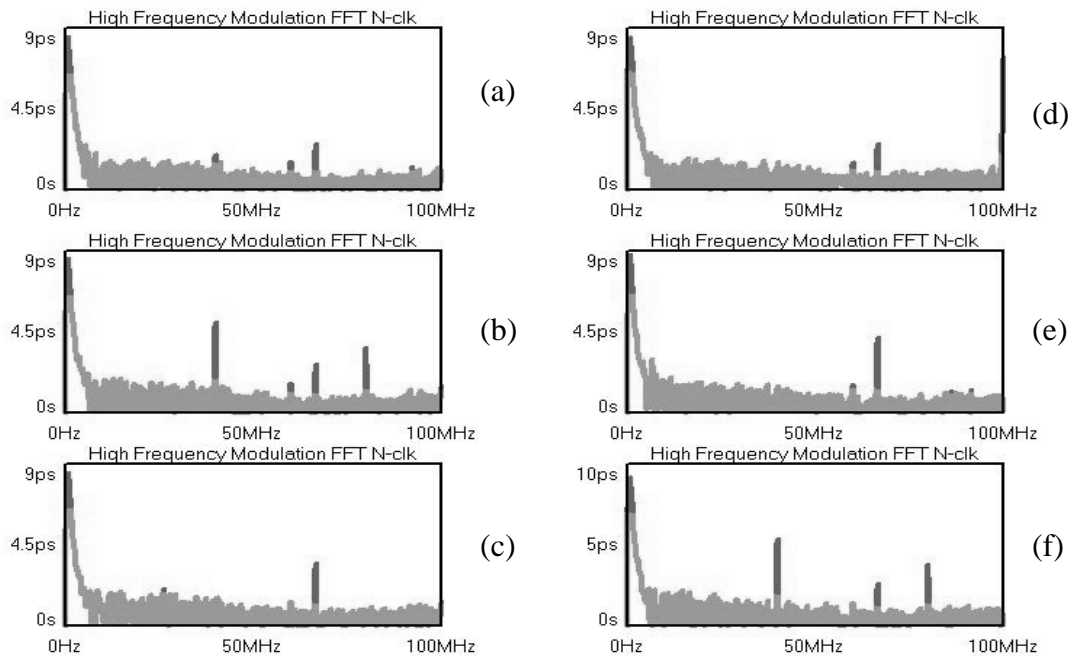 High Frequency Modulation FFT N-clk
9ps
4.5ps
0s
0Hz 50MHz 100MHz
(a)
High Frequency Modulation FFT N-clk
9ps
4.5ps
0s
0Hz 50MHz 100MHz
(d)
High Frequency Modulation FFT N-clk
9ps
4.5ps
0s
0Hz 50MHz 100MHz
(b)
High Frequency Modulation FFT N-clk
9ps
4.5ps
0s
0Hz 50MHz 100MHz
(e)
High Frequency Modulation FFT N-clk
9ps
4.5ps
0s
0Hz 50MHz 100MHz
(c)
High Frequency Modulation FFT N-clk
10ps
5ps
0s
0Hz 50MHz 100MHz
(f)